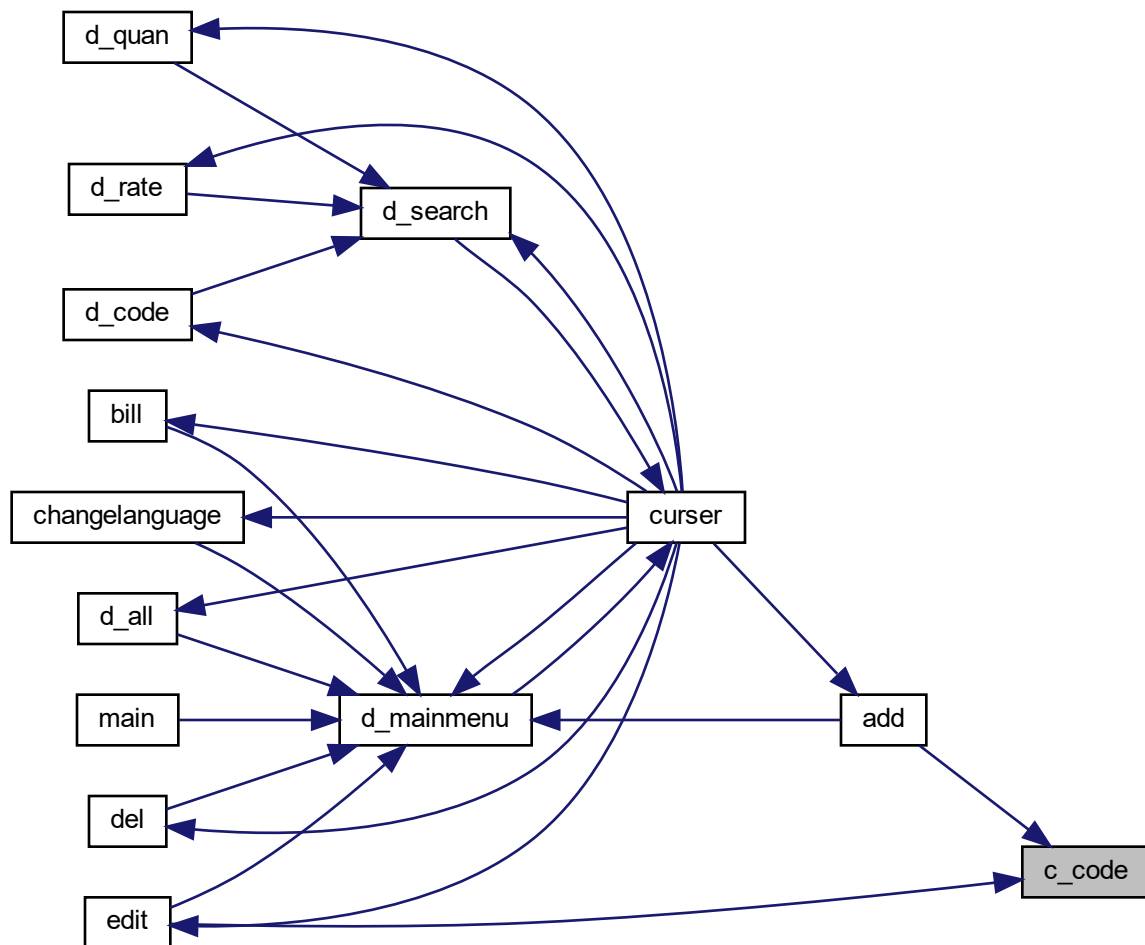 d_quan
d_rate
d_search
d_code
bill
changelanguage
curser
d_all
main
d_mainmenu
add
del
c_code
edit